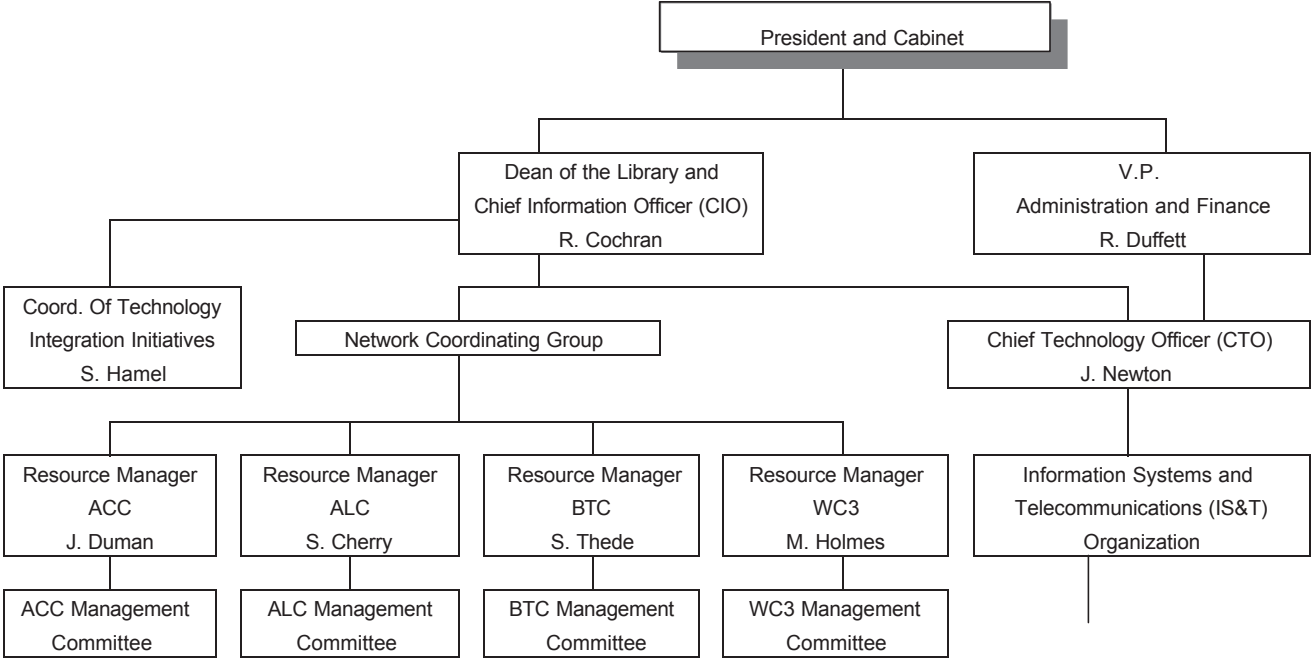 President and Cabinet
Dean of the Library and
Chief Information Officer (CIO)
R. Cochran
V.P.
Administration and Finance
R. Duffett
Coord. Of Technology
Integration Initiatives
S. Hamel
Network Coordinating Group
Chief Technology Officer (CTO)
J. Newton
Resource Manager
ACC
J. Duman
Resource Manager
ALC
S. Cherry
Resource Manager
BTC
S. Thede
Resource Manager
WC3
M. Holmes
Information Systems and
Telecommunications (IS&T)
Organization
ACC Management
Committee
ALC Management
Committee
BTC Management
Committee
WC3 Management
Committee